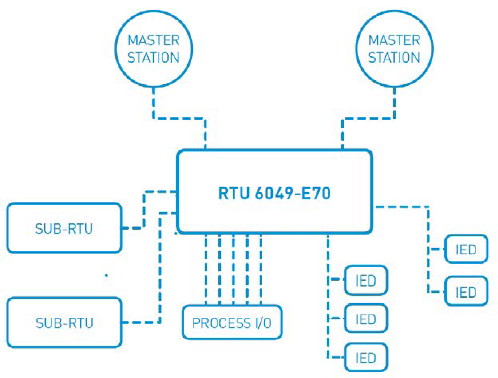 MASTER
STATION
MASTER
STATION
RTU 6049-E70
SUB-RTU
IED
IED
IED
SUB-RTU
PROCESS I/O
IED
IED